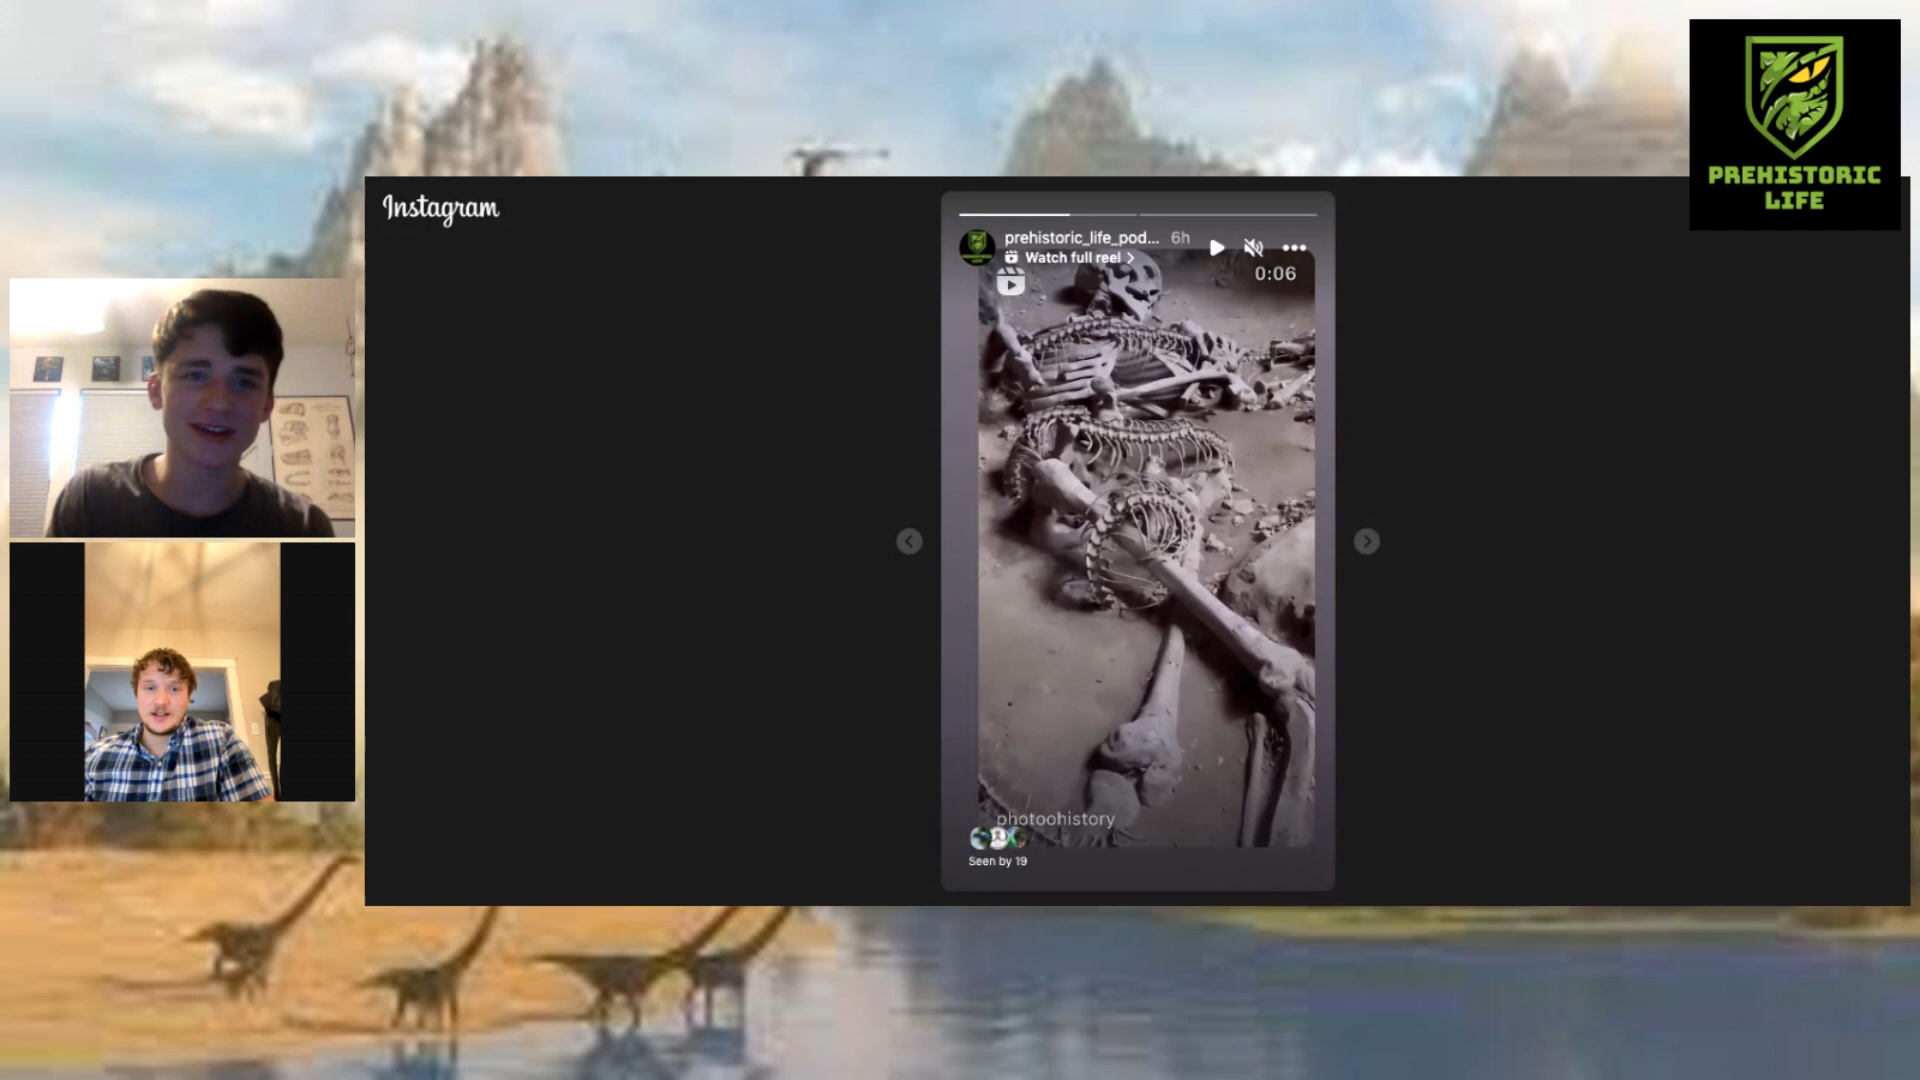 Instagram
prehistoric_life_pod... 6h
Watch full reel
0:06
photoohistory
Seen by 19
PREHISTORIC
LIFE